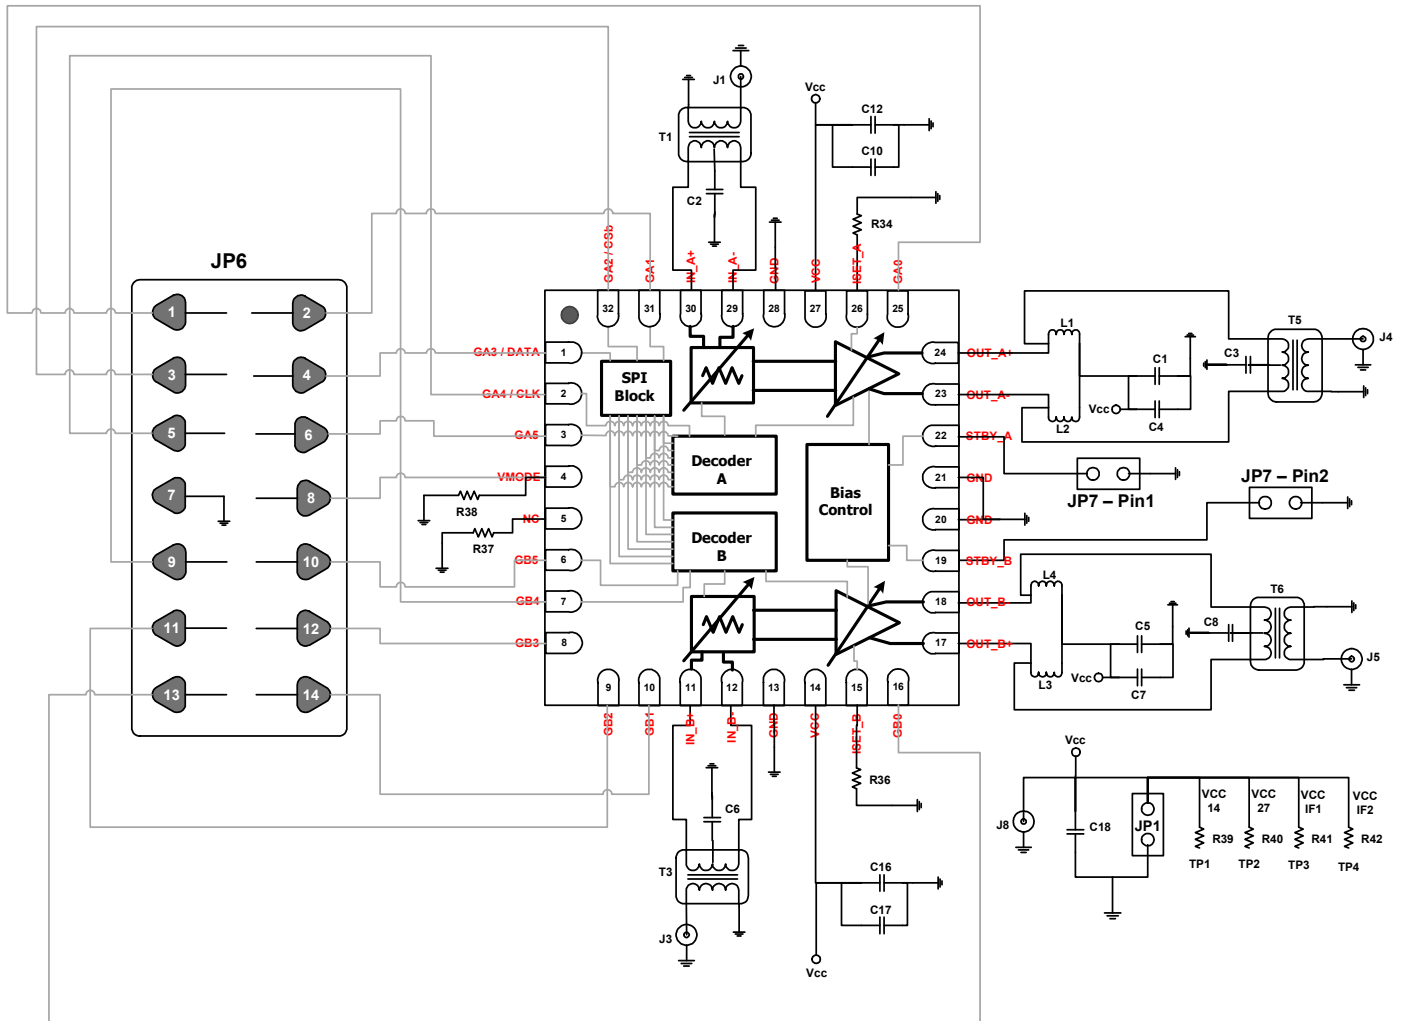 J1
Vcc
T1
C12
C10
C2
R34
JP6
GA2 / CSb
GA1
IN_A+
IN_A-
GND
VCC
ISET_A
GA0
1
2
3
4
5
6
7
8
9
10
11
12
13
14
32
31
30
29
28
27
26
25
GA3 / DATA
1
GA4 / CLK
2
GA5
3
VMODE
4
R38
NC
5
R37
GB5
6
GB4
7
GB3
8
SPI
Block
Decoder
A
Decoder
B
Bias
Control
24
OUT_A+
23
OUT_A-
22
STBY_A
21
GND
20
GND
19
STBY_B
18
OUT_B-
17
OUT_B+
L1
L2
C1
Vcc
C4
C3
T5
J4
JP7 – Pin1
JP7 – Pin2
L4
L3
C5
Vcc
C7
C8
T6
J5
9
10
11
12
13
14
15
16
GB2
GB1
IN_B+
IN_B-
GND
VCC
ISET_B
GB0
R36
C6
T3
J3
C16
C17
Vcc
Vcc
J8
C18
JP1
VCC
14
VCC
27
VCC
IF1
VCC
IF2
R39
R40
R41
R42
TP1
TP2
TP3
TP4